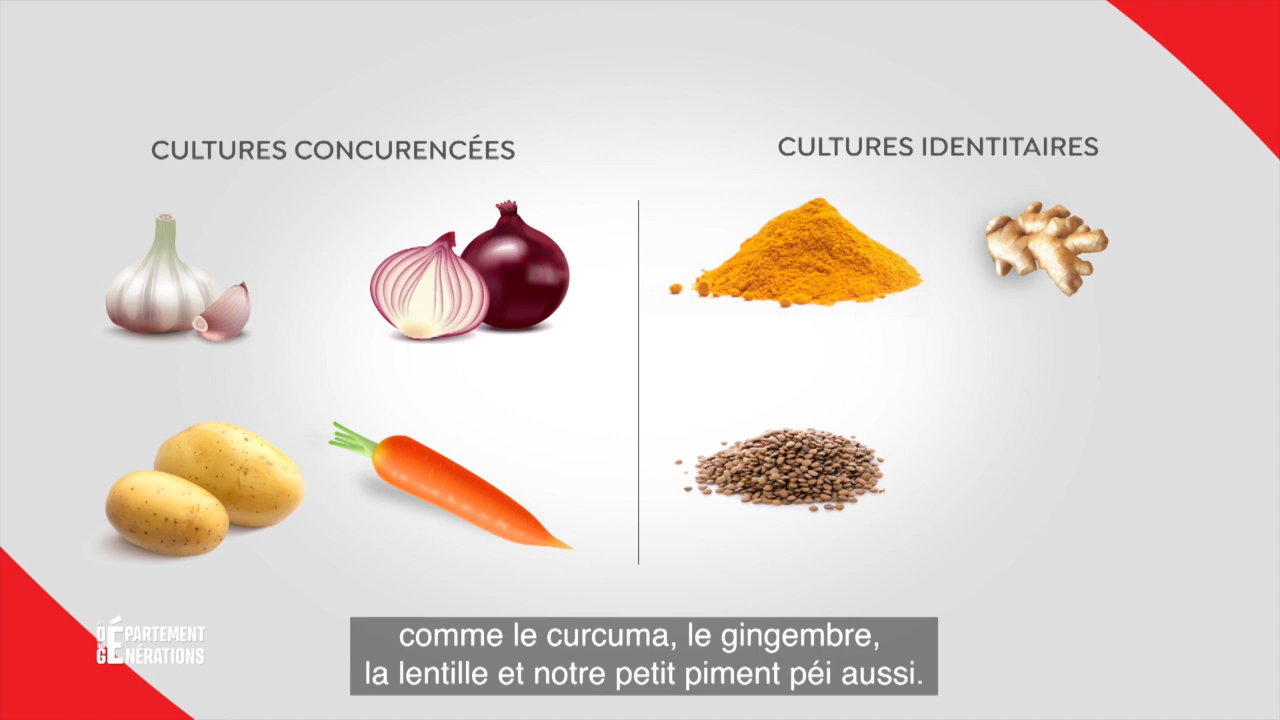 CULTURES CONCURENCÉES
CULTURES IDENTITAIRES
DÉPARTEMENT
GÉNÉRATIONS
comme le curcuma, le gingembre,
la lentille et notre petit piment péi aussi.